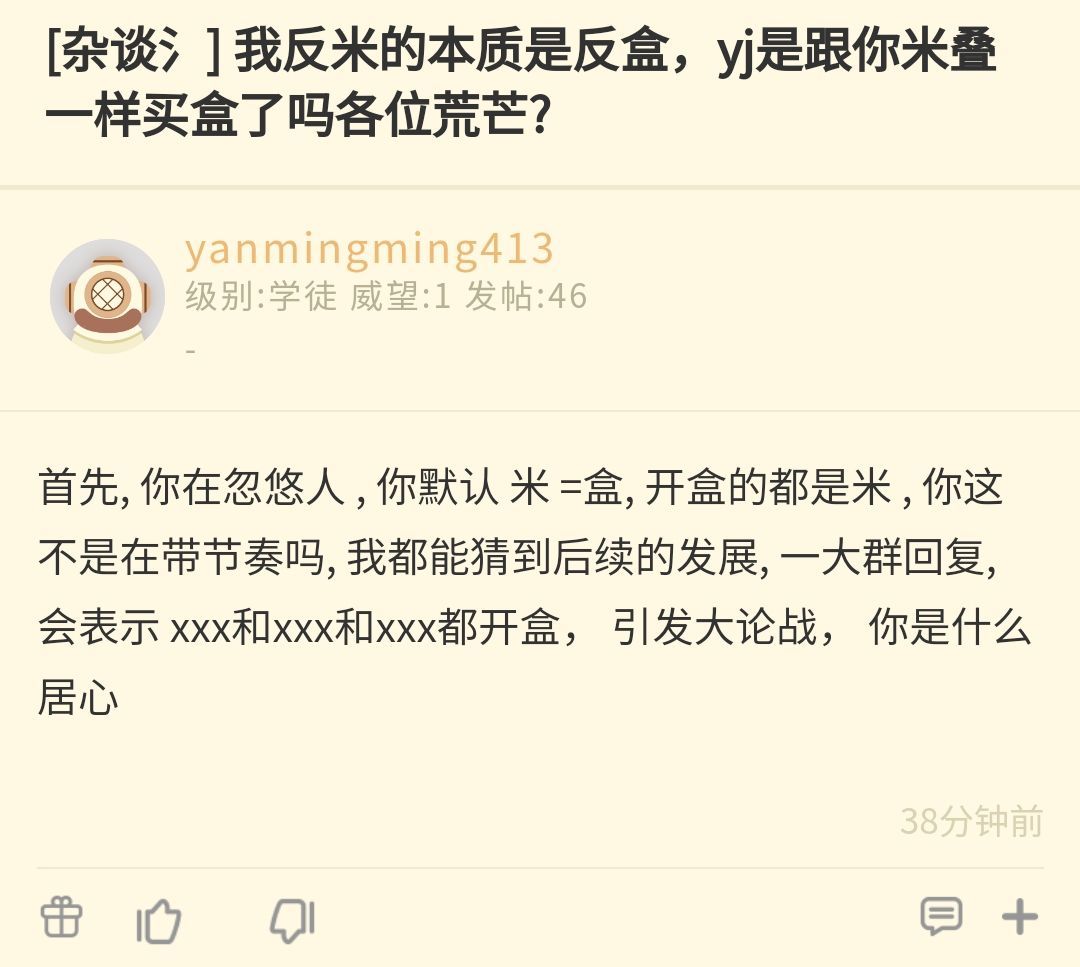 [杂谈氵] 我反米的本质是反盒，yj是跟你米叠
一样买盒了吗各位荒芒?
yanmingming413
级别:学徒 威望:1 发帖:46
-
首先, 你在忽悠人 , 你默认 米 =盒, 开盒的都是米 , 你这
不是在带节奏吗, 我都能猜到后续的发展, 一大群回复,
会表示 xxx和xxx和xxx都开盒， 引发大论战， 你是什么
居心
38分钟前